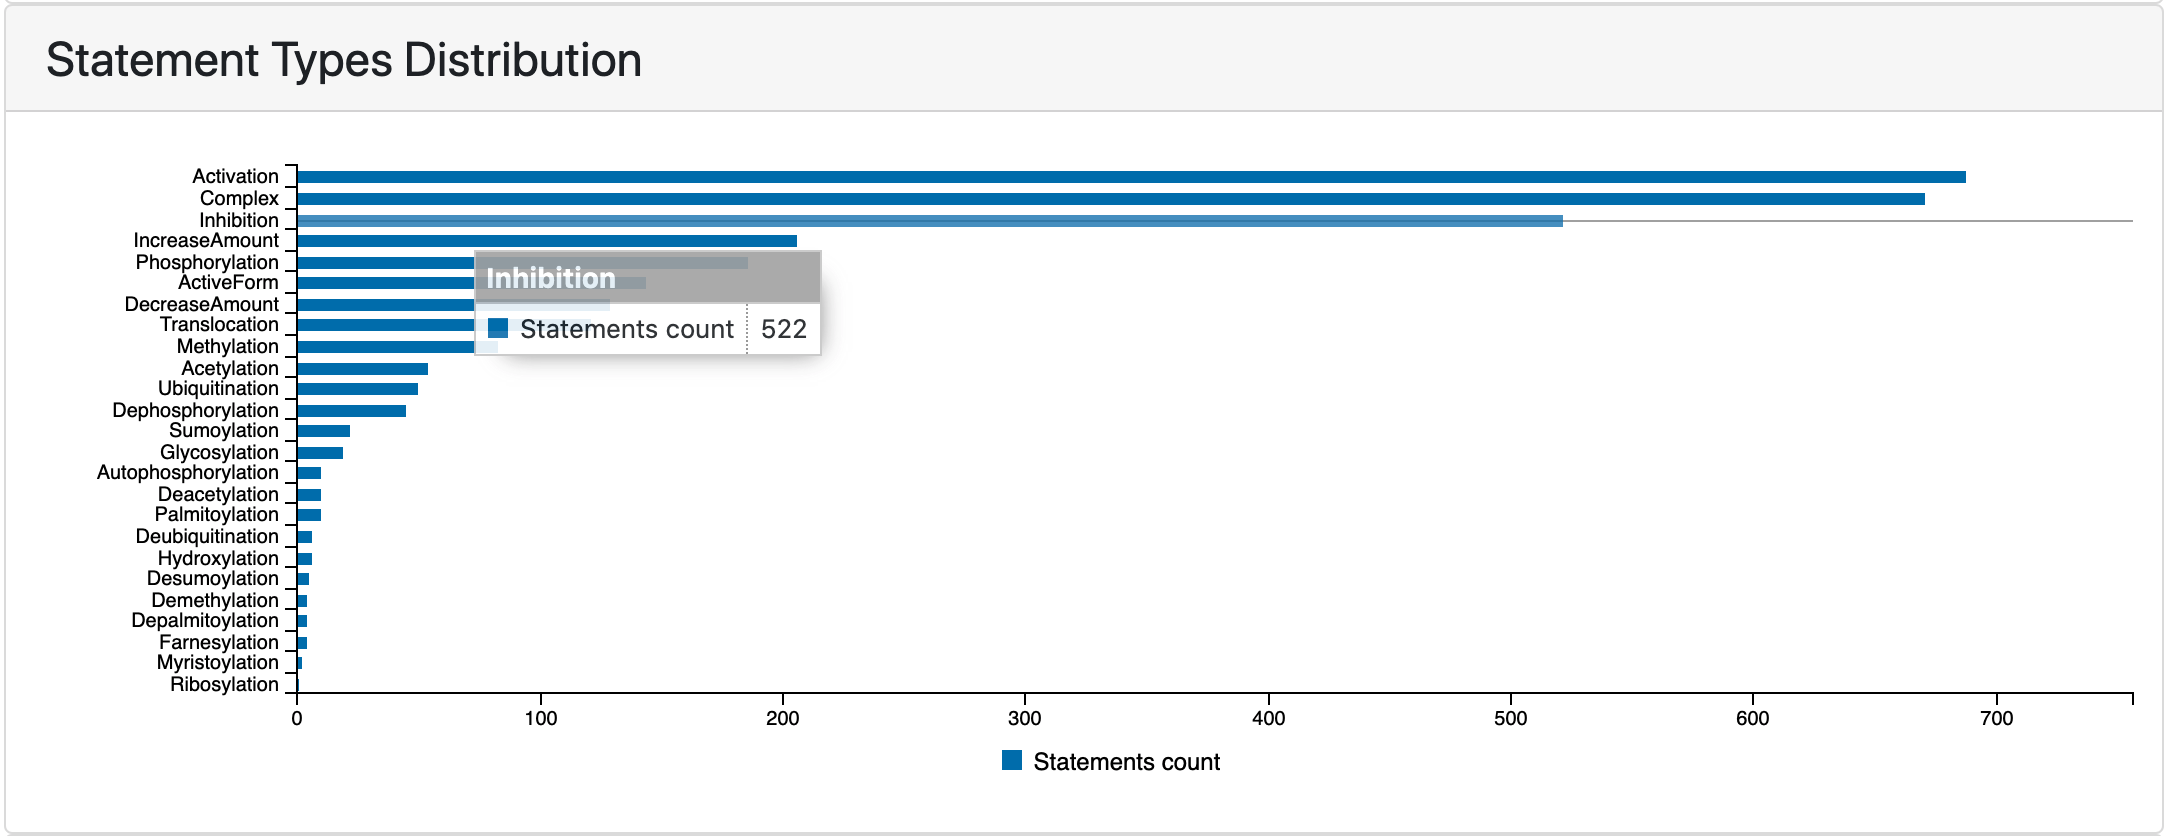 Statement Types Distribution
Activation
Complex
Inhibition
IncreaseAmount
Phosphorylation
ActiveForm
DecreaseAmount
Translocation
Methylation
Acetylation
Ubiquitination
Dephosphorylation
Sumoylation
Glycosylation
Autophosphorylation
Deacetylation
Palmitoylation
Deubiquitination
Hydroxylation
Desumoylation
Demethylation
Depalmitoylation
Farnesylation
Myristoylation
Ribosylation
Inhibition
Statements count 522
0 100 200 300 400 500 600 700
Statements count